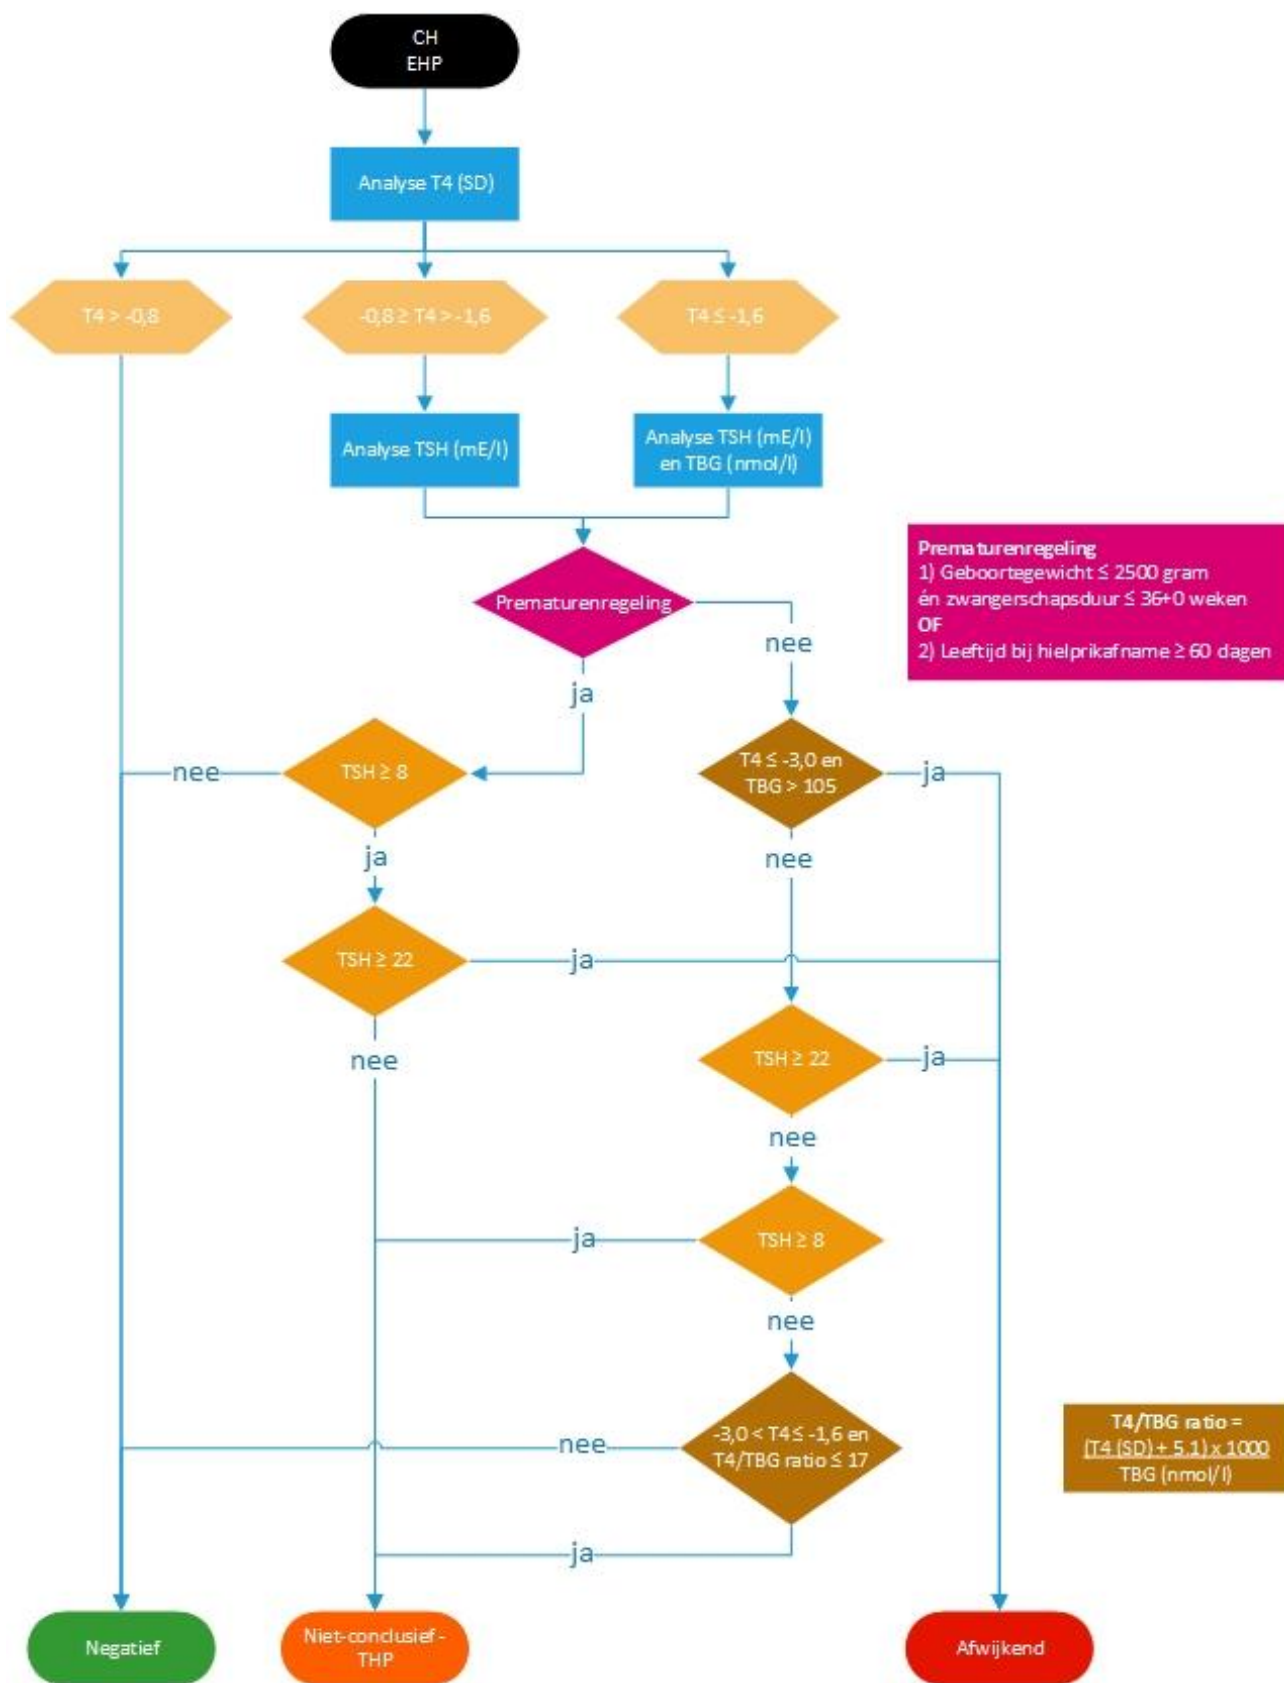 CH
EHP
Analyse T4 (SD)
T4 > -0,8
-0,8 ≥ T4 > -1,6
T4 ≤ -1,6
Analyse TSH (mE/l)
Analyse TSH (mE/l)
en TBG (nmol/l)
Prematurenregeling
1) Geboortegewicht ≤ 2500 gram
én zwangerschapsduur ≤ 36+0 weken
OF
2) Leeftijd bij hielprikafname ≥ 60 dagen
Prematurenregeling
nee
ja
nee
TSH ≥ 8
T4 ≤ -3,0 en
TBG > 105
ja
ja
nee
TSH ≥ 22
ja
nee
TSH ≥ 22
ja
nee
ja
TSH ≥ 8
nee
nee
-3,0 < T4 ≤ -1,6 en
T4/TBG ratio ≤ 17
T4/TBG ratio =
(T4 (SD) + 5.1) x 1000
TBG (nmol/l)
ja
Negatief
Niet-conclusief -
THP
Afwijkend